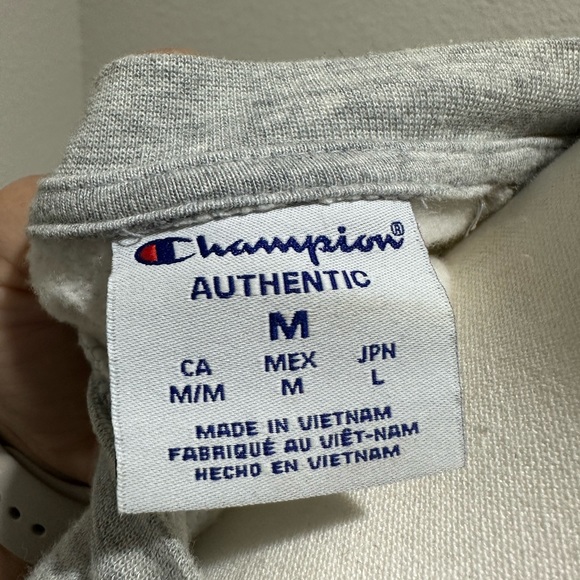 Champion®
AUTHENTIC
M
CA MEX JPN
M/M M L
MADE IN VIETNAM
FABRIQUÉ AU VIÊT-NAM
HECHO EN VIETNAM